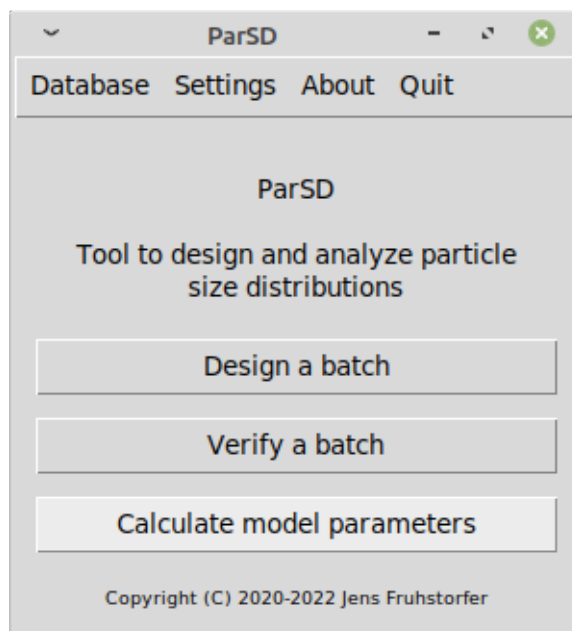 ParSD
Database Settings About Quit
ParSD
Tool to design and analyze particle
size distributions
Design a batch
Verify a batch
Calculate model parameters
Copyright (C) 2020-2022 Jens Fruhstorfer